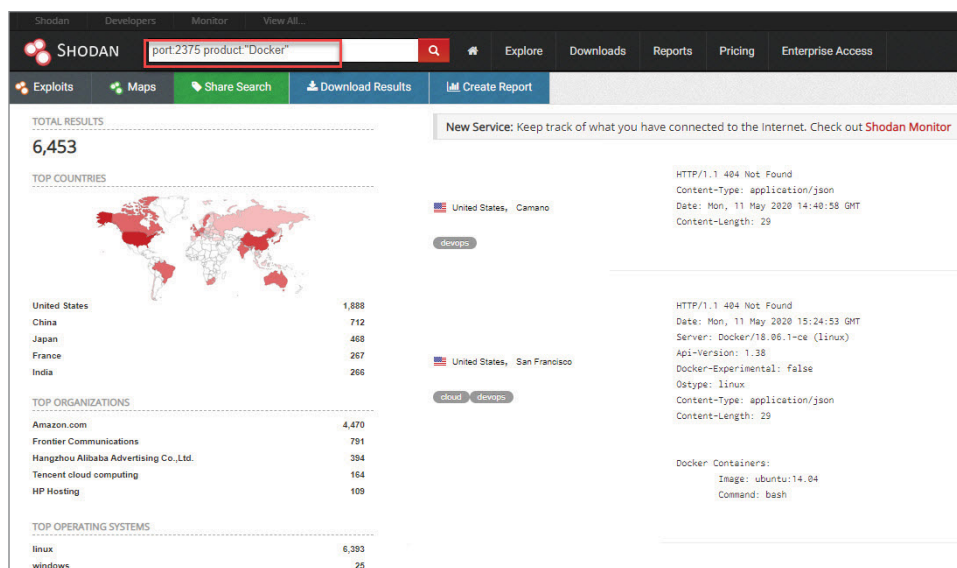 Shodan Developers Monitor View All...
SHODAN port:2375 product:"Docker" Explore Downloads Reports Pricing Enterprise Access
Exploits Maps Share Search Download Results Create Report
TOTAL RESULTS
6,453
TOP COUNTRIES
United States 1,888
China 712
Japan 468
France 267
India 266
TOP ORGANIZATIONS
Amazon.com 4,470
Frontier Communications 791
Hangzhou Alibaba Advertising Co.,Ltd. 394
Tencent cloud computing 164
HP Hosting 109
TOP OPERATING SYSTEMS
linux 6,393
windows 25
New Service: Keep track of what you have connected to the Internet. Check out Shodan Monitor
United States, Camano
devops
HTTP/1.1 404 Not Found
Content-Type: application/json
Date: Mon, 11 May 2020 14:40:58 GMT
Content-Length: 29
United States, San Francisco
cloud devops
HTTP/1.1 404 Not Found
Date: Mon, 11 May 2020 15:24:53 GMT
Server: Docker/18.06.1-ce (linux)
Api-Version: 1.38
Docker-Experimental: false
Ostype: linux
Content-Type: application/json
Content-Length: 29
Docker Containers:
Image: ubuntu:14.04
Command: bash